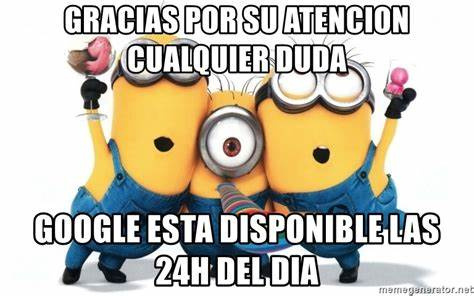 GRACIAS POR SU ATENCION
CUALQUIER DUDA
GOOGLE ESTA DISPONIBLE LAS
24H DEL DIA
memegenerator.net